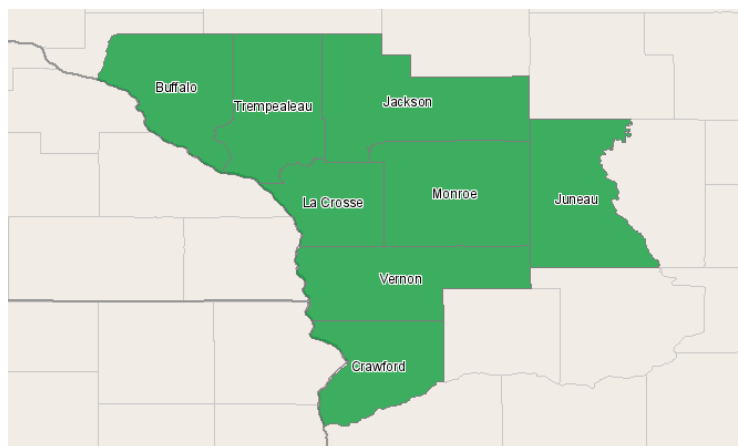 Buffalo
Trempealeau
Jackson
La Crosse
Monroe
Juneau
Vernon
Crawford